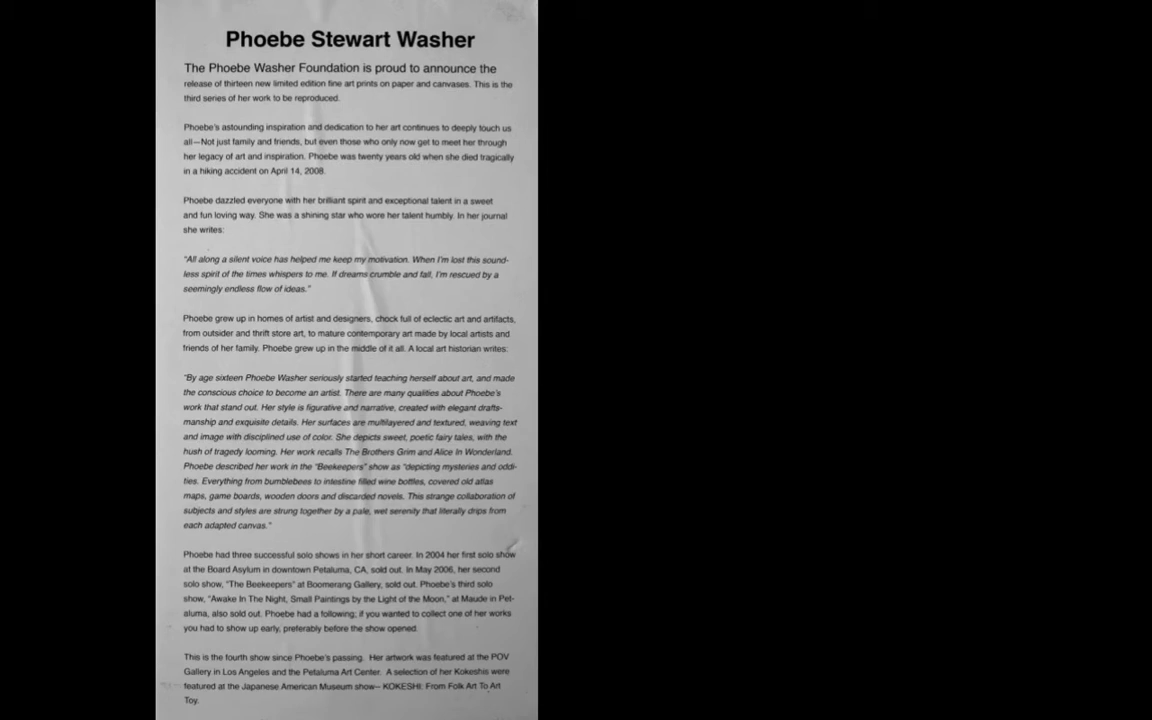 Phoebe Stewart Washer
The Phoebe Washer Foundation is proud to announce the
release of thirteen new limited edition fine art prints on paper and canvases. This is the
third series of her work to be reproduced.
Phoebe's astounding inspiration and dedication to her art continues to deeply touch us
all—Not just family and friends, but even those who only now get to meet her through
her legacy of art and inspiration. Phoebe was twenty years old when she died tragically
in a hiking accident on April 14, 2008.
Phoebe dazzled everyone with her brilliant spirit and exceptional talent in a sweet
and fun loving way. She was a shining star who wore her talent humbly. In her journal
she writes:
"All along a silent voice has helped me keep my motivation. When I'm lost this sound-
less spirit of the times whispers to me. If dreams crumble and fall, I'm rescued by a
seemingly endless flow of ideas."
Phoebe grew up in homes of artist and designers, chock full of eclectic art and artifacts,
from outsider and thrift store art, to mature contemporary art made by local artists and
friends of her family. Phoebe grew up in the middle of it all. A local art historian writes:
"By age sixteen Phoebe Washer seriously started teaching herself about art, and made
the conscious choice to become an artist. There are many qualities about Phoebe's
work that stand out. Her style is figurative and narrative, created with elegant drafts-
manship and exquisite details. Her surfaces are multilayered and textured, weaving text
and image with disciplined use of color. She depicts sweet, poetic fairy tales, with the
hush of tragedy looming. Her work recalls The Brothers Grim and Alice In Wonderland.
Phoebe described her work in the "Beekeepers" show as "depicting mysteries and oddi-
ties. Everything from bumblebees to intestine filled wine bottles, covered old atlas
maps, game boards, wooden doors and discarded novels. This strange collaboration of
subjects and styles are strung together by a pale, wet serenity that literally drips from
each adapted canvas."
Phoebe had three successful solo shows in her short career. In 2004 her first solo show
at the Board Asylum in downtown Petaluma, CA, sold out. In May 2006, her second
solo show, "The Beekeepers" at Boomerang Gallery, sold out. Phoebe's third solo
show, "Awake In The Night, Small Paintings by the Light of the Moon," at Maude in Pet-
aluma, also sold out. Phoebe had a following; if you wanted to collect one of her works
you had to show up early, preferably before the show opened.
This is the fourth show since Phoebe's passing. Her artwork was featured at the POV
Gallery in Los Angeles and the Petaluma Art Center. A selection of her Kokeshis were
featured at the Japanese American Museum show– KOKESHI: From Folk Art To Art
Toy.